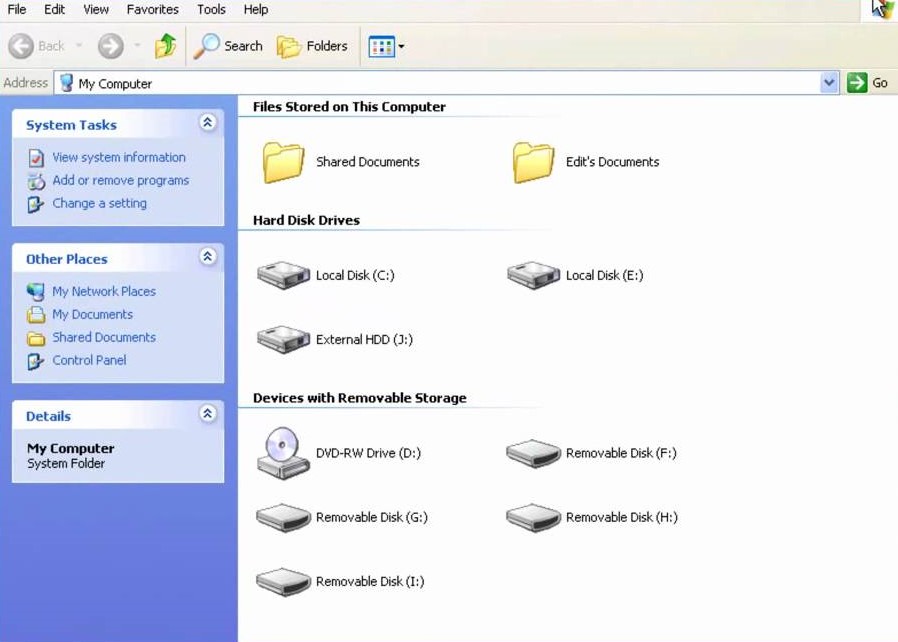 File Edit View Favorites Tools Help
Back Search Folders
Address My Computer Go
System Tasks
View system information
Add or remove programs
Change a setting
Other Places
My Network Places
My Documents
Shared Documents
Control Panel
Details
My Computer
System Folder
Files Stored on This Computer
Shared Documents Edit's Documents
Hard Disk Drives
Local Disk (C:) Local Disk (E:)
External HDD (J:)
Devices with Removable Storage
DVD-RW Drive (D:) Removable Disk (F:)
Removable Disk (G:) Removable Disk (H:)
Removable Disk (I:)